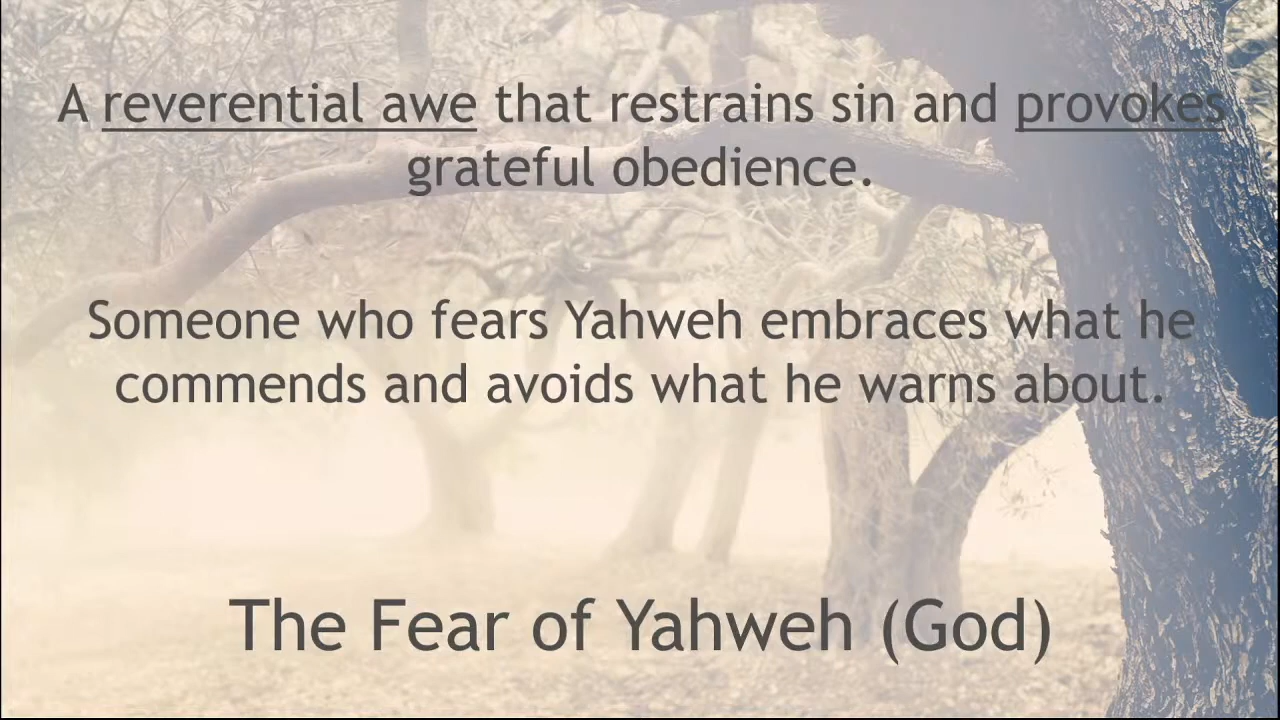 A reverential awe that restrains sin and provokes
grateful obedience.
Someone who fears Yahweh embraces what he
commends and avoids what he warns about.
The Fear of Yahweh (God)